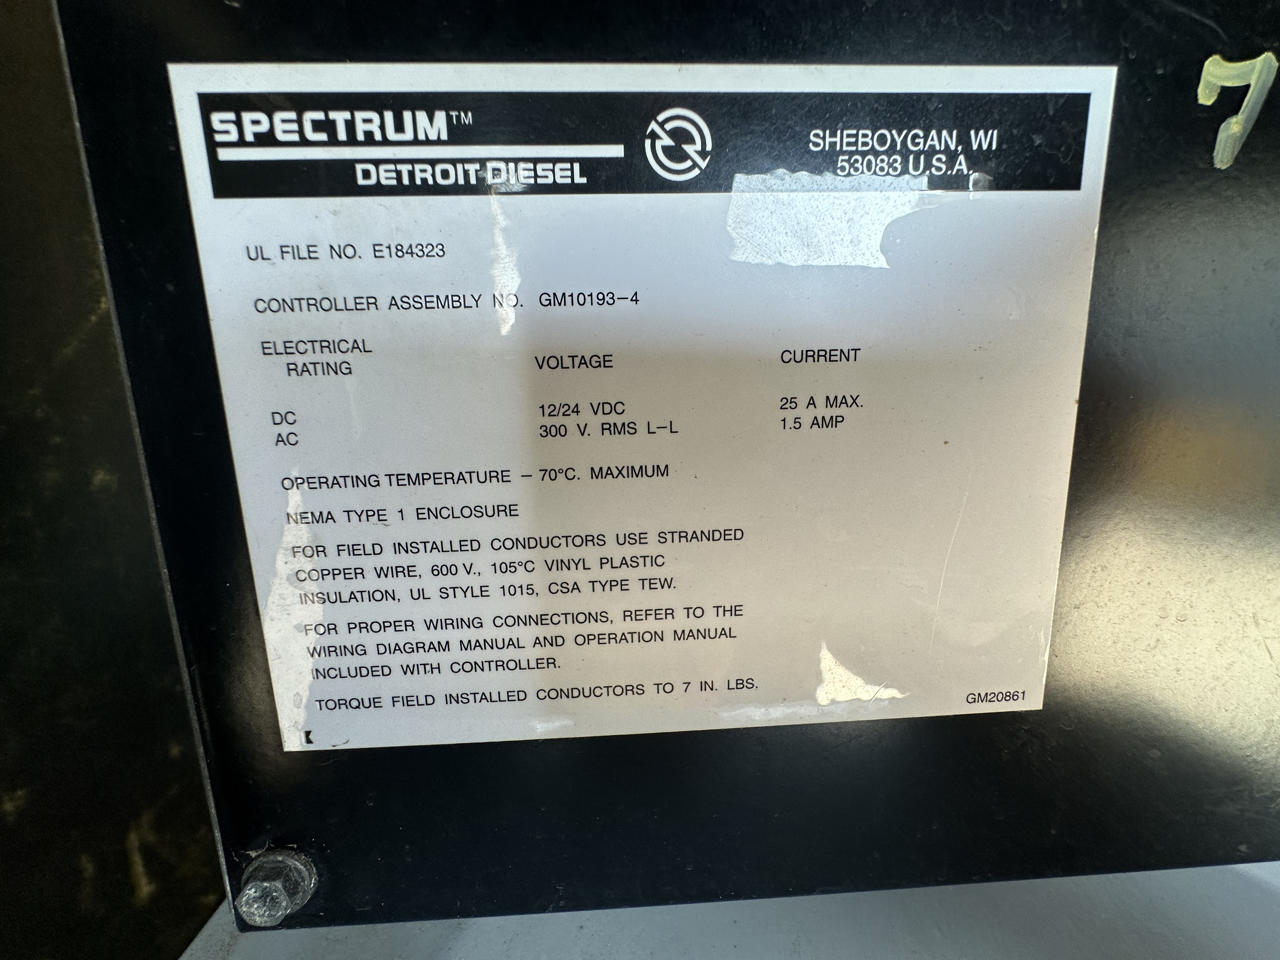 SPECTRUM™
DETROIT DIESEL
SHEBOYGAN, WI
53083 U.S.A.
UL FILE NO. E184323
CONTROLLER ASSEMBLY NO. GM10193-4
ELECTRICAL RATING VOLTAGE CURRENT
DC 12/24 VDC 25 A MAX.
AC 300 V. RMS L-L 1.5 AMP
OPERATING TEMPERATURE - 70°C. MAXIMUM
NEMA TYPE 1 ENCLOSURE
FOR FIELD INSTALLED CONDUCTORS USE STRANDED
COPPER WIRE, 600 V., 105°C VINYL PLASTIC
INSULATION, UL STYLE 1015, CSA TYPE TEW.
FOR PROPER WIRING CONNECTIONS, REFER TO THE
WIRING DIAGRAM MANUAL AND OPERATION MANUAL
INCLUDED WITH CONTROLLER.
TORQUE FIELD INSTALLED CONDUCTORS TO 7 IN. LBS.
GM20861